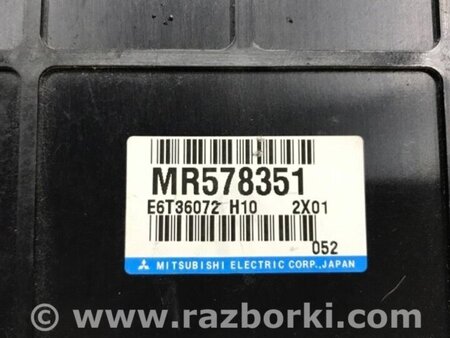 MR578351
E6T36072 H10 2X01
052
MITSUBISHI ELECTRIC CORP.,JAPAN
© www.razborki.com